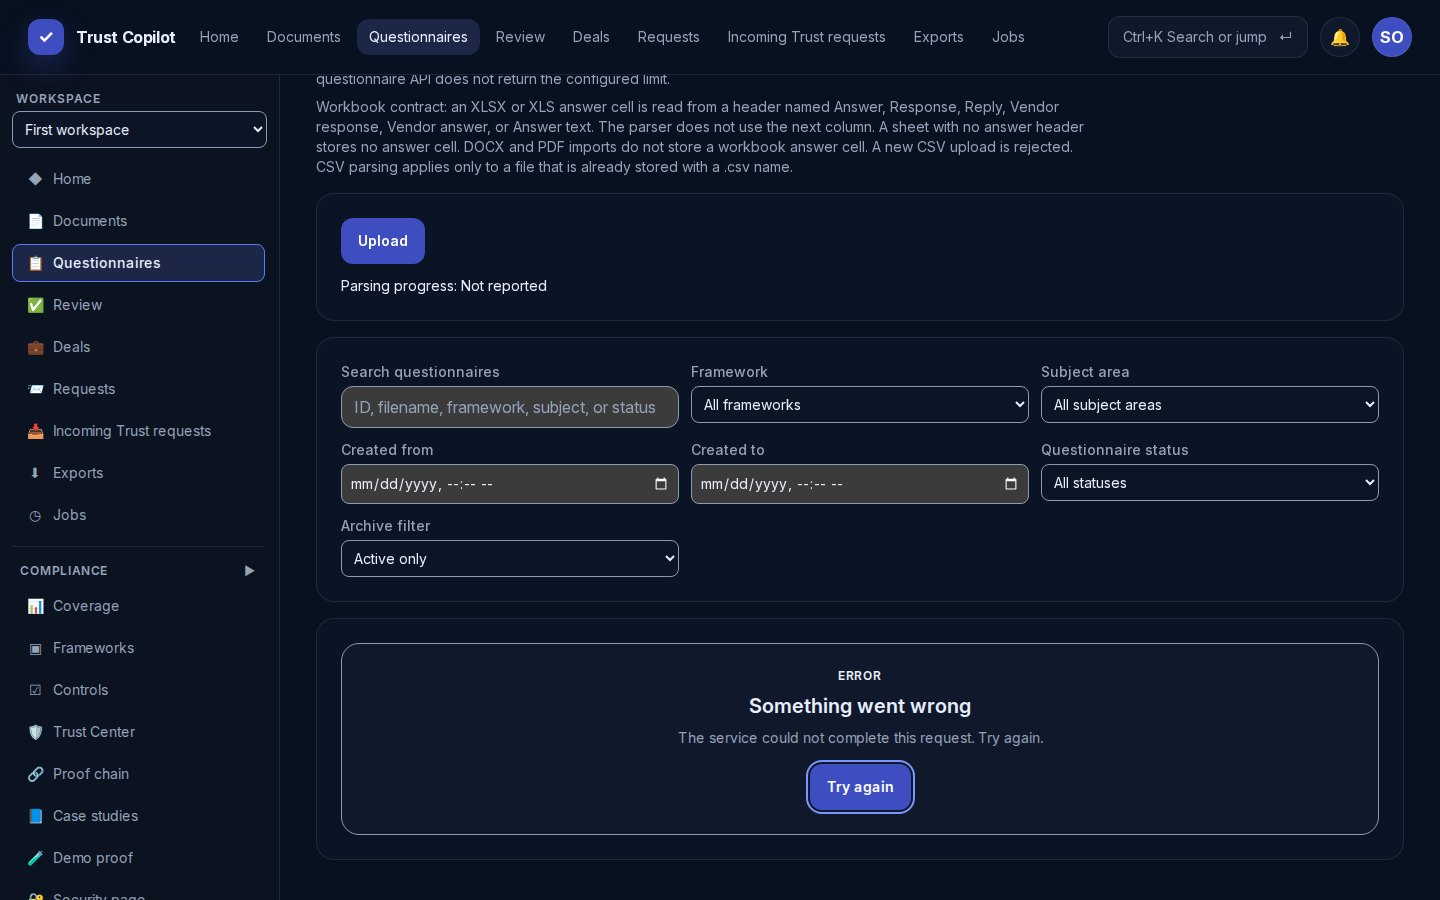 Trust Copilot
Home
Documents
Questionnaires
Review
Deals
Requests
Incoming Trust requests
Exports
Jobs
Ctrl+K Search or jump ↵
SO
WORKSPACE
First workspace
Home
Documents
Questionnaires
Review
Deals
Requests
Incoming Trust requests
Exports
Jobs
COMPLIANCE
Coverage
Frameworks
Controls
Trust Center
Proof chain
Case studies
Demo proof
Security page
questionnaire API does not return the configured limit.
Workbook contract: an XLSX or XLS answer cell is read from a header named Answer, Response, Reply, Vendor
response, Vendor answer, or Answer text. The parser does not use the next column. A sheet with no answer header
stores no answer cell. DOCX and PDF imports do not store a workbook answer cell. A new CSV upload is rejected.
CSV parsing applies only to a file that is already stored with a .csv name.
Upload
Parsing progress: Not reported
Search questionnaires
ID, filename, framework, subject, or status
Framework
All frameworks
Subject area
All subject areas
Created from
mm/dd/yyyy, --:-- --
Created to
mm/dd/yyyy, --:-- --
Questionnaire status
All statuses
Archive filter
Active only
ERROR
Something went wrong
The service could not complete this request. Try again.
Try again